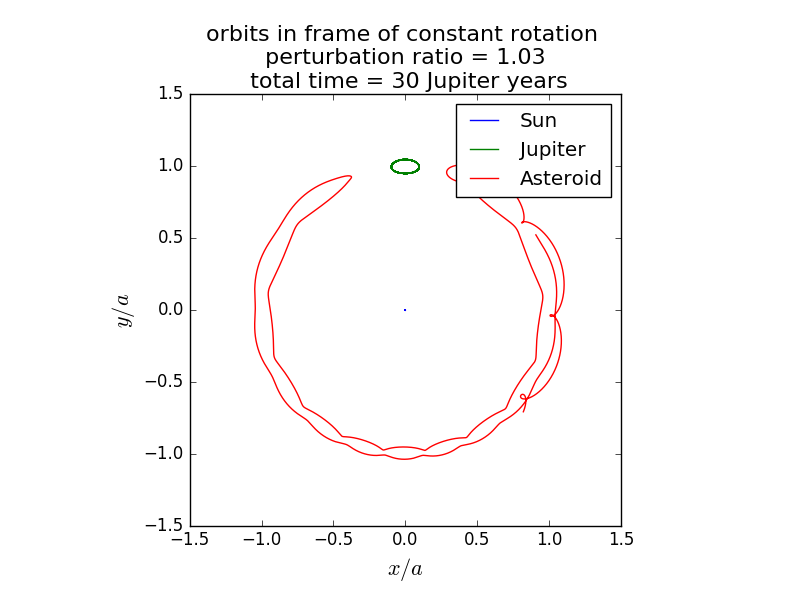 orbits in frame of constant rotation
perturbation ratio = 1.03
total time = 30 Jupiter years
1.5
Sun
Jupiter
Asteroid
1.0
0.5
0.0
−0.5
−1.0
−1.5
y/a
−1.5 −1.0 −0.5 0.0 0.5 1.0 1.5
x/a